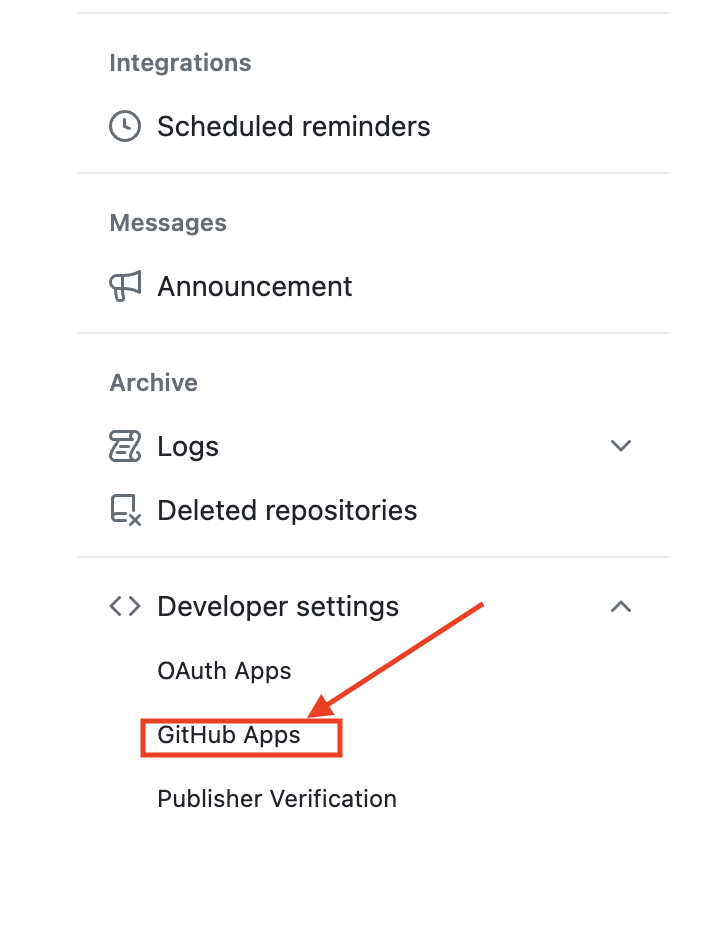 Integrations
Scheduled reminders
Messages
Announcement
Archive
Logs
Deleted repositories
Developer settings
OAuth Apps
GitHub Apps
Publisher Verification